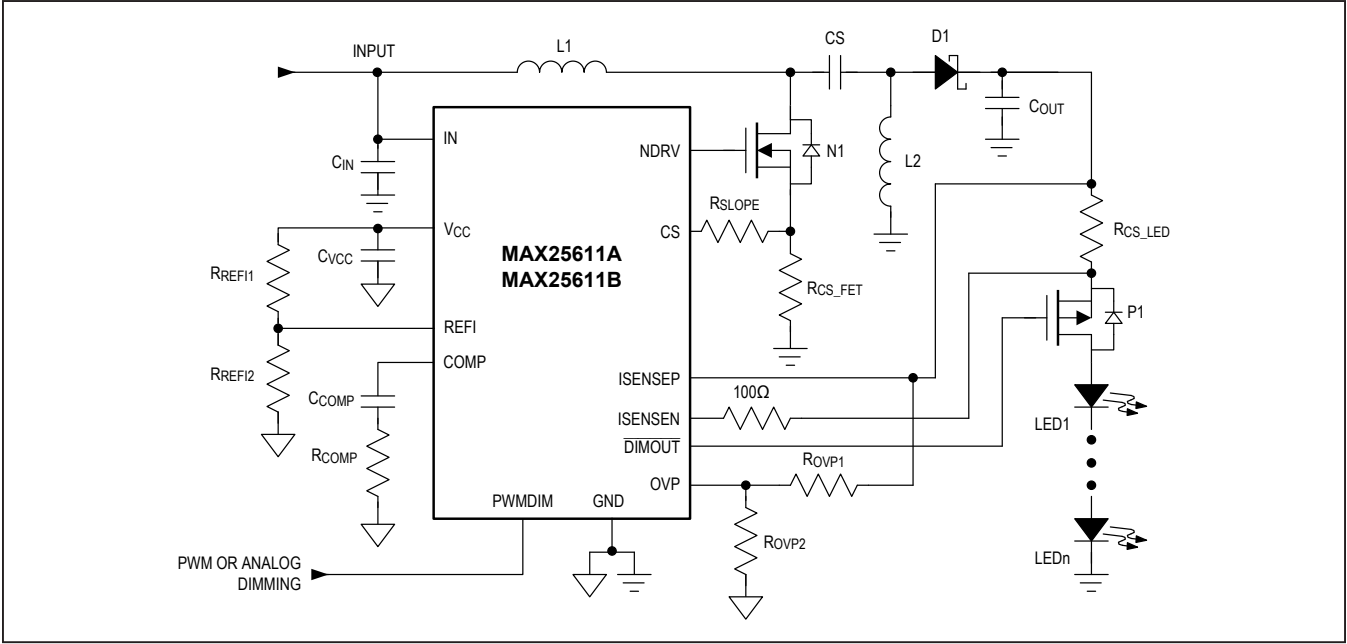 INPUT
L1
CS
D1
COUT
IN
CIN
NDRV
N1
L2
RSLOPE
CS
RCS_LED
VCC
CVCC
MAX25611A
MAX25611B
RREFI1
RCS_FET
REFI
P1
RREFI2
COMP
CCOMP
ISENSEP
100Ω
ISENSEN
LED1
RCOMP
DIMOUT
ROVP1
OVP
PWMDIM
GND
ROVP2
LEDn
PWM OR ANALOG
DIMMING